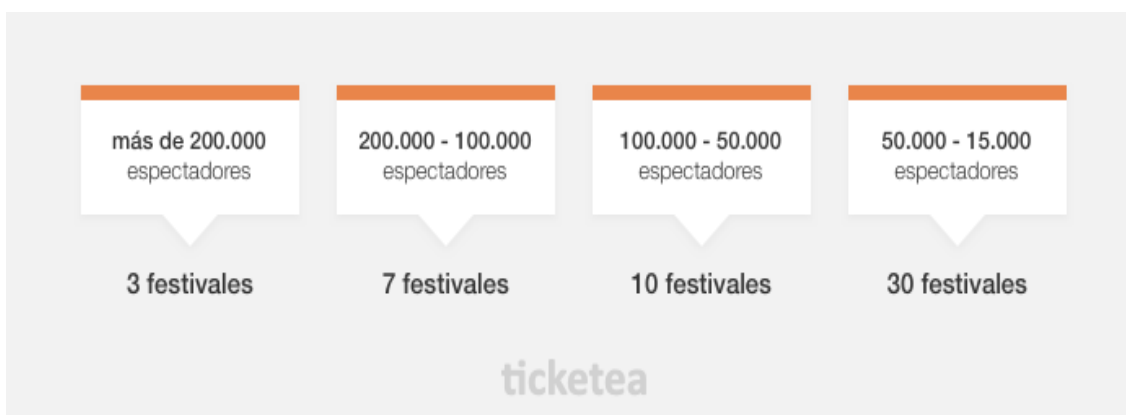 más de 200.000
espectadores
3 festivales
200.000 - 100.000
espectadores
7 festivales
100.000 - 50.000
espectadores
10 festivales
50.000 - 15.000
espectadores
30 festivales
ticketea